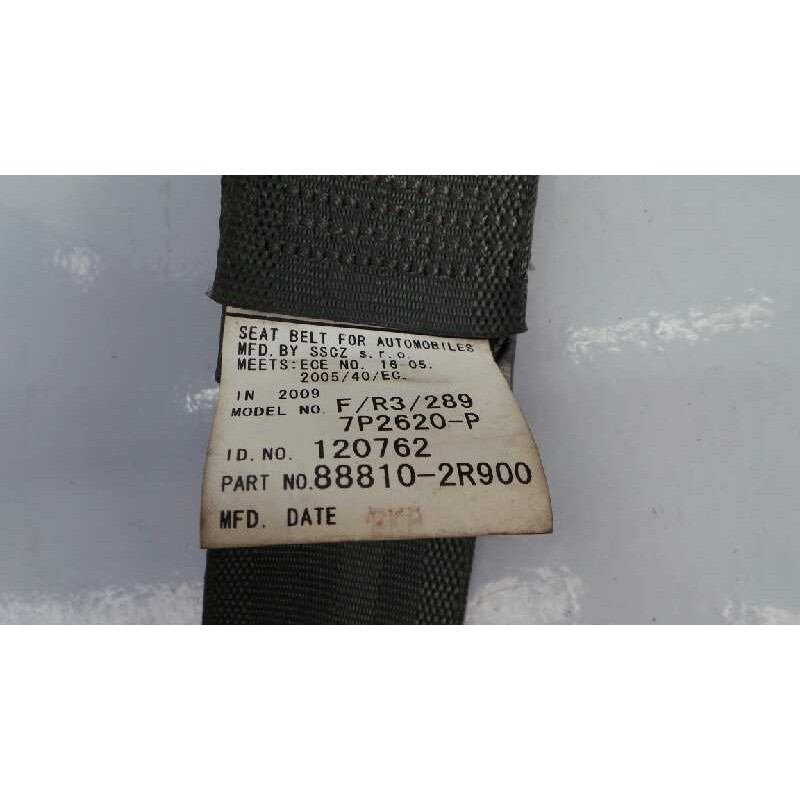 SEAT BELT FOR AUTOMOBILES
MFD. BY SSCZ s.r.o.
MEETS:ECE NO. 16-05.
2005/40/EC.
IN 2009
MODEL NO. F/R3/289
7P2620-P
ID. NO. 120762
PART NO.88810-2R900
MFD. DATE